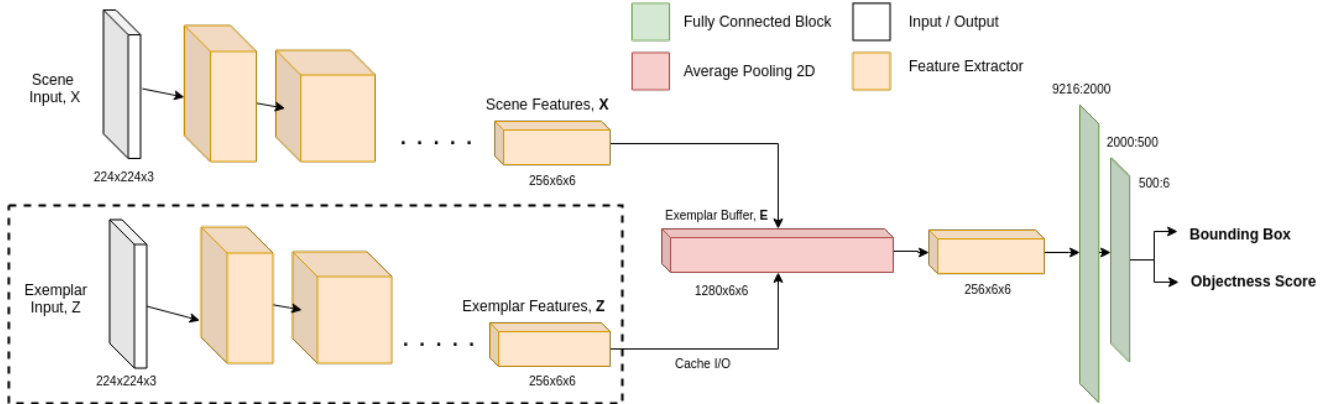 Fully Connected Block
Input / Output
Average Pooling 2D
Feature Extractor
Scene
Input, X
224x224x3
Scene Features, X
256x6x6
Exemplar
Input, Z
224x224x3
Exemplar Features, Z
256x6x6
Cache I/O
Exemplar Buffer, E
1280x6x6
256x6x6
9216:2000
2000:500
500:6
Bounding Box
Objectness Score